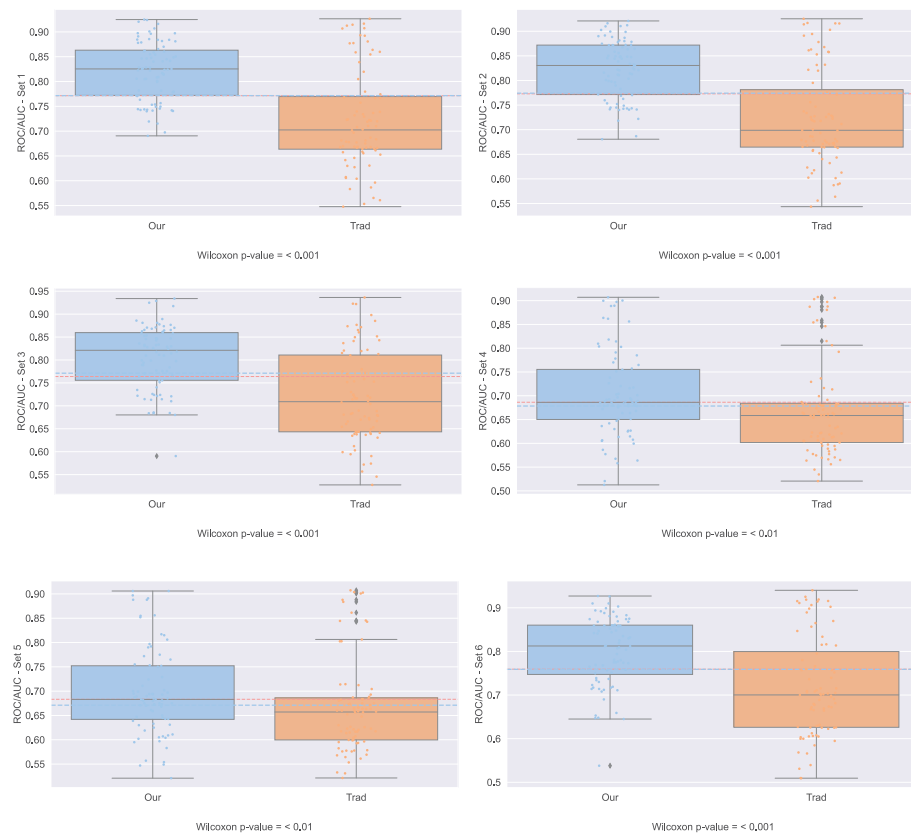 ROC/AUC - Set 1
0.90
0.85
0.80
0.75
0.70
0.65
0.60
0.55
Our
Trad
Wilcoxon p-value = < 0.001
ROC/AUC - Set 2
0.90
0.85
0.80
0.75
0.70
0.65
0.60
0.55
Our
Trad
Wilcoxon p-value = < 0.001
ROC/AUC - Set 3
0.95
0.90
0.85
0.80
0.75
0.70
0.65
0.60
0.55
Our
Trad
Wilcoxon p-value = < 0.001
ROC/AUC - Set 4
0.90
0.85
0.80
0.75
0.70
0.65
0.60
0.55
0.50
Our
Trad
Wilcoxon p-value = < 0.01
ROC/AUC - Set 5
0.90
0.85
0.80
0.75
0.70
0.65
0.60
0.55
Our
Trad
Wilcoxon p-value = < 0.01
ROC/AUC - Set 6
0.9
0.8
0.7
0.6
0.5
Our
Trad
Wilcoxon p-value = < 0.001